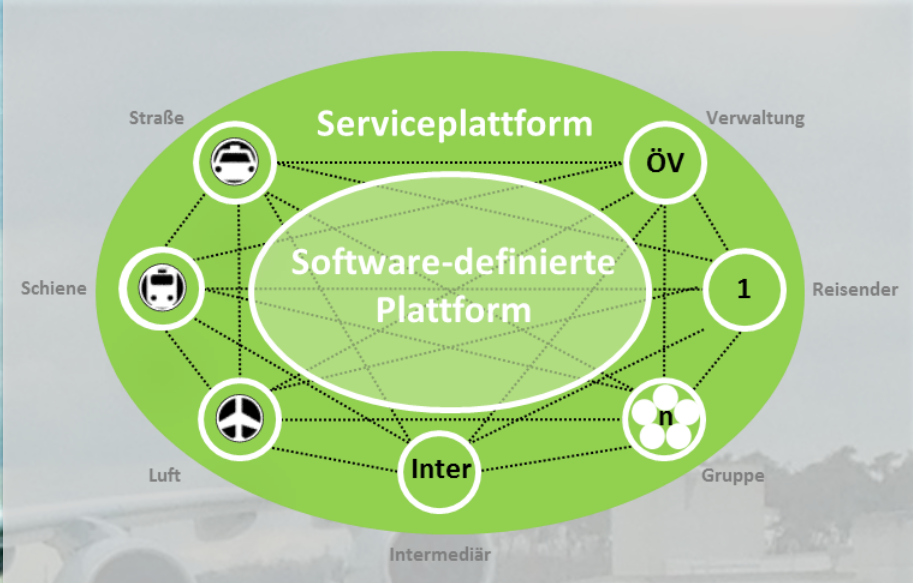 Straße
Serviceplattform
Verwaltung
ÖV
Software-definierte
Plattform
Schiene
1
Reisender
n
Inter
Luft
Gruppe
Intermediär